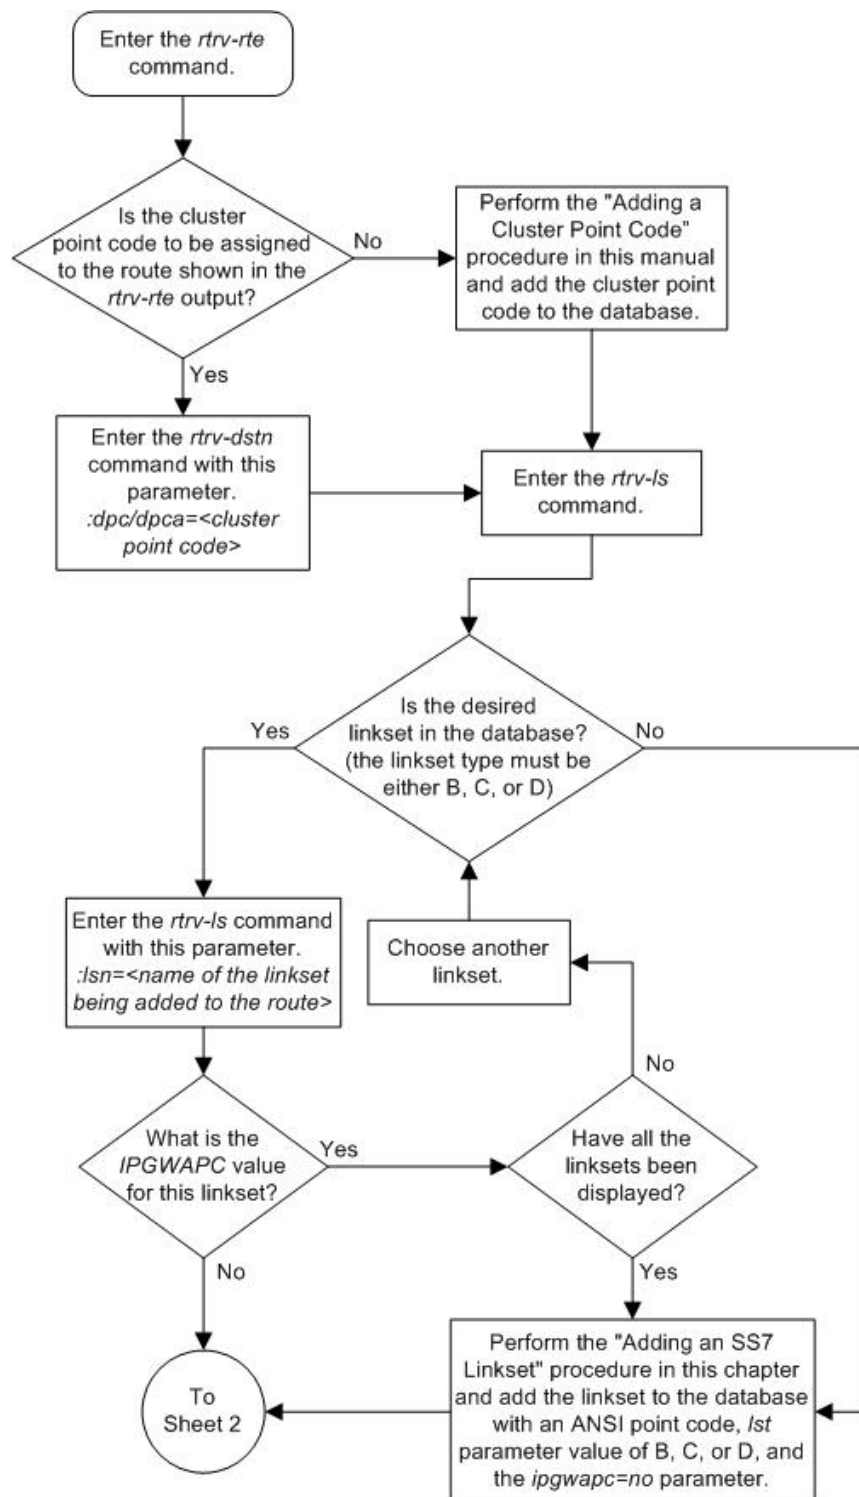 Enter the rtrv-rte
command.
Is the cluster
point code to be assigned
to the route shown in the
rtrv-rte output?
No
Perform the "Adding a
Cluster Point Code"
procedure in this manual
and add the cluster point
code to the database.
Yes
Enter the rtrv-dstn
command with this
parameter.
:dpc/dpca=<cluster
point code>
Enter the rtrv-ls
command.
Is the desired
linkset in the database?
(the linkset type must be
either B, C, or D)
Yes
No
Enter the rtrv-ls command
with this parameter.
:lsn=<name of the linkset
being added to the route>
Choose another
linkset.
No
What is the
IPGWAPC value
for this linkset?
Yes
Have all the
linksets been
displayed?
No
Yes
To
Sheet 2
Perform the "Adding an SS7
Linkset" procedure in this chapter
and add the linkset to the database
with an ANSI point code, lst
parameter value of B, C, or D, and
the ipgwapc=no parameter.